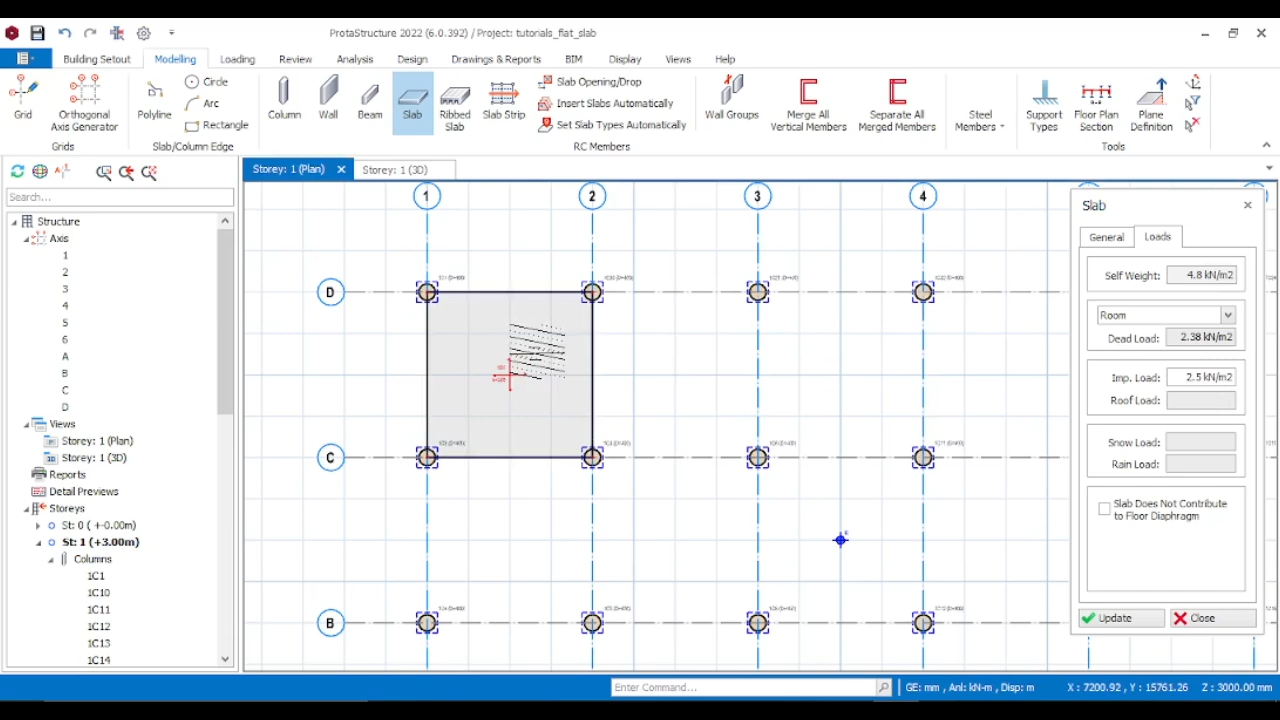 ProtaStructure 2022 (6.0.392) / Project: tutorials_flat_slab
Building Setout
Modelling
Loading
Review
Analysis
Design
Drawings & Reports
BIM
Display
Views
Help
Grid
Orthogonal
Axis Generator
Grids
Polyline
Circle
Arc
Rectangle
Slab/Column Edge
Column
Wall
Beam
Slab
Ribbed
Slab
Slab Strip
Slab Opening/Drop
Insert Slabs Automatically
Set Slab Types Automatically
RC Members
Wall Groups
Merge All
Vertical Members
Separate All
Merged Members
Steel
Members
Support
Types
Floor Plan
Section
Plane
Definition
Tools
Storey: 1 (Plan)
Storey: 1 (3D)
Search...
Structure
Axis
1
2
3
4
5
6
A
B
C
D
Views
Storey: 1 (Plan)
Storey: 1 (3D)
Reports
Detail Previews
Storeys
St: 0 ( +-0.00m)
St: 1 (+3.00m)
Columns
1C1
1C10
1C11
1C12
1C13
1C14
1
2
3
4
D
C
B
Slab
General
Loads
Self Weight: 4.8 kN/m2
Room
Dead Load: 2.38 kN/m2
Imp. Load: 2.5 kN/m2
Roof Load:
Snow Load:
Rain Load:
Slab Does Not Contribute
to Floor Diaphragm
Update
Close
Enter Command...
GE: mm , Anl: kN-m , Disp: m
X : 7200.92 , Y : 15761.26
Z : 3000.00 mm